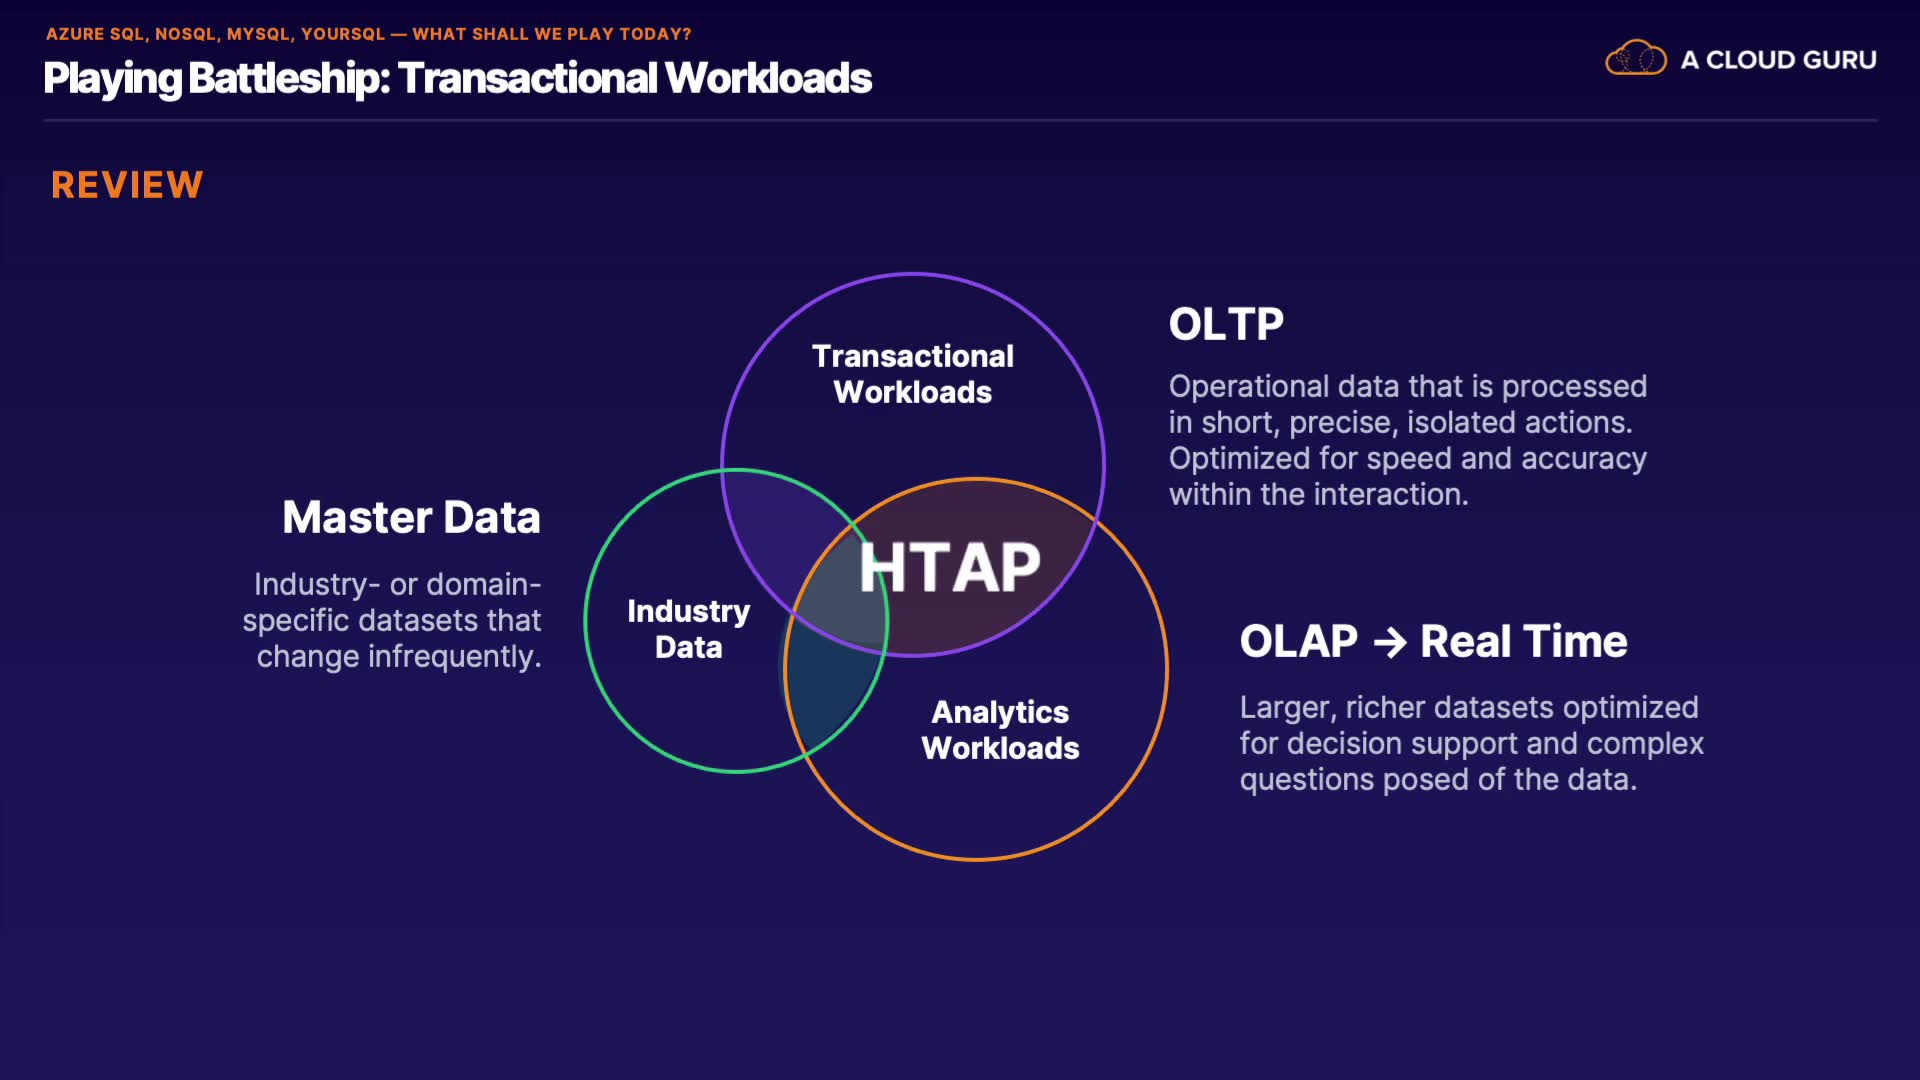 AZURE SQL, NOSQL, MYSQL, YOURSQL — WHAT SHALL WE PLAY TODAY?
Playing Battleship: Transactional Workloads
A CLOUD GURU
REVIEW
Transactional
Workloads
OLTP
Operational data that is processed
in short, precise, isolated actions.
Optimized for speed and accuracy
within the interaction.
Master Data
Industry- or domain-
specific datasets that
change infrequently.
HTAP
Industry
Data
OLAP → Real Time
Larger, richer datasets optimized
for decision support and complex
questions posed of the data.
Analytics
Workloads